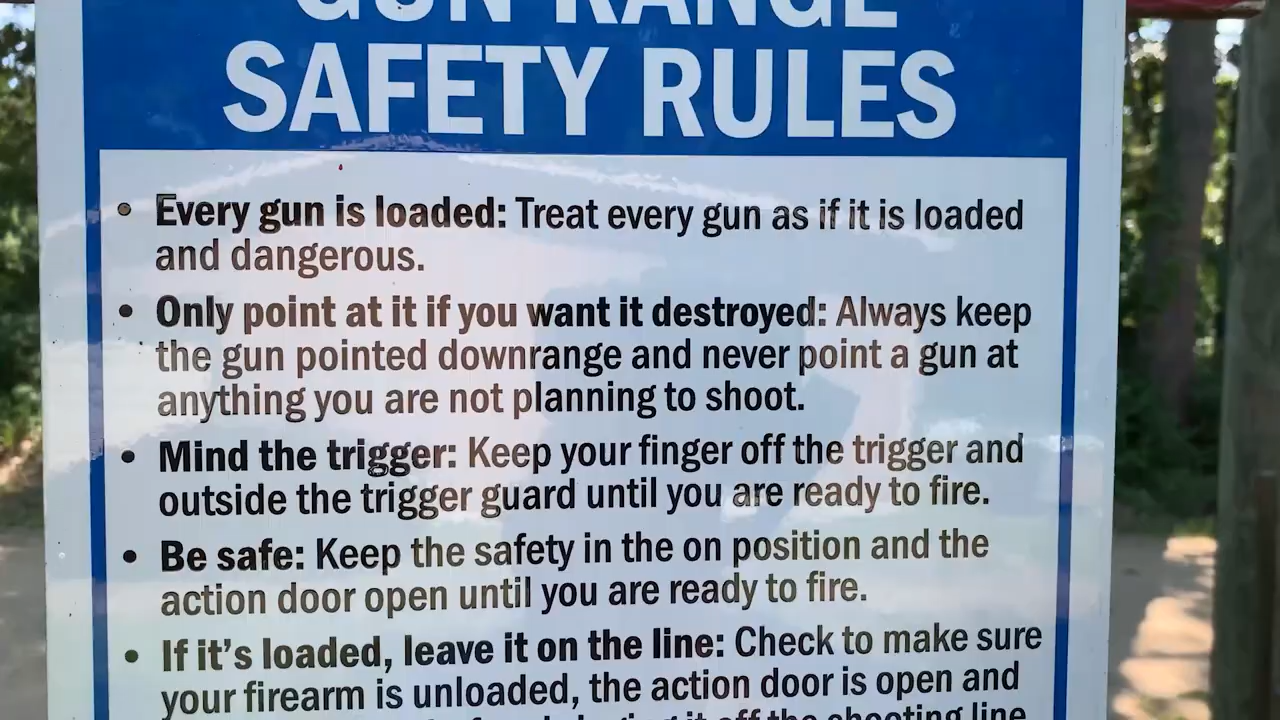 GUN RANGE
SAFETY RULES
• Every gun is loaded: Treat every gun as if it is loaded
and dangerous.
• Only point at it if you want it destroyed: Always keep
the gun pointed downrange and never point a gun at
anything you are not planning to shoot.
• Mind the trigger: Keep your finger off the trigger and
outside the trigger guard until you are ready to fire.
• Be safe: Keep the safety in the on position and the
action door open until you are ready to fire.
• If it's loaded, leave it on the line: Check to make sure
your firearm is unloaded, the action door is open and
it off the shooting line